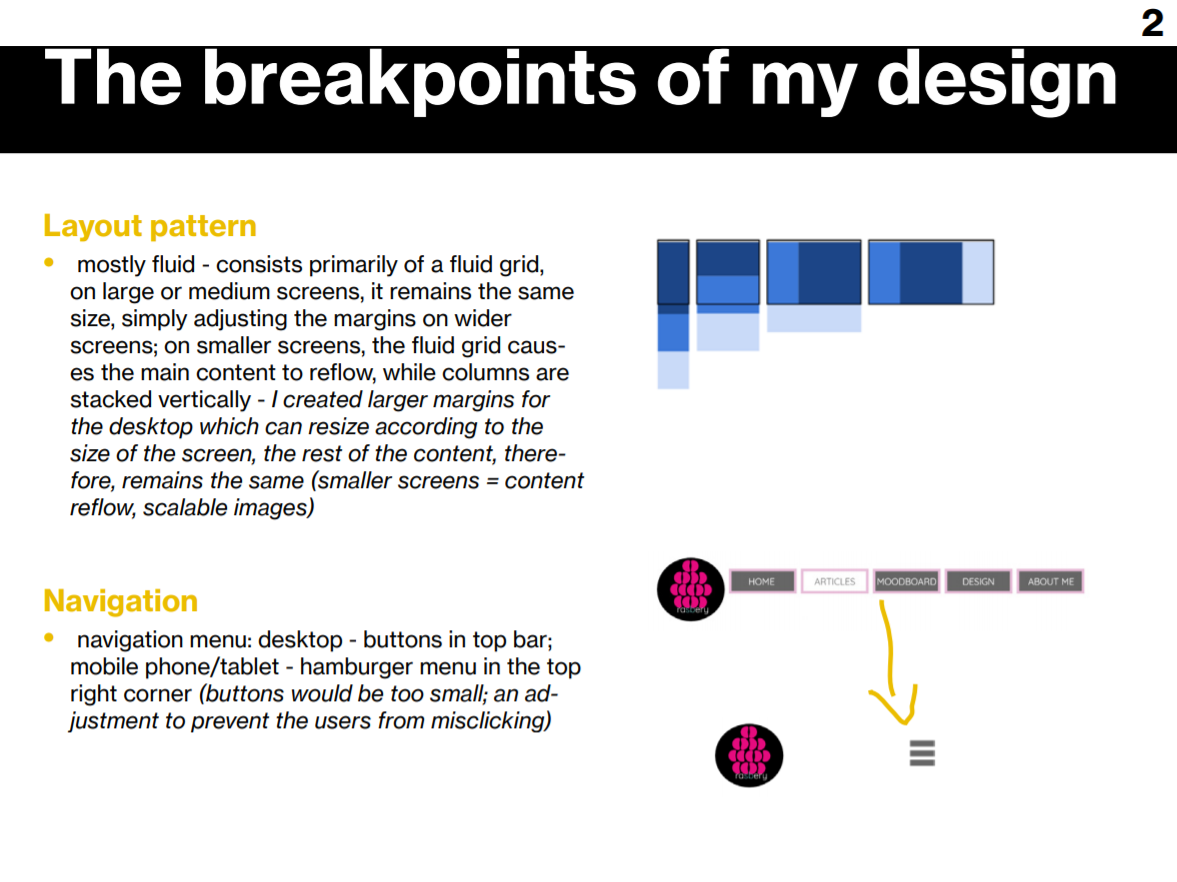 2
The breakpoints of my design
Layout pattern
• mostly fluid - consists primarily of a fluid grid,
on large or medium screens, it remains the same
size, simply adjusting the margins on wider
screens; on smaller screens, the fluid grid caus-
es the main content to reflow, while columns are
stacked vertically - I created larger margins for
the desktop which can resize according to the
size of the screen, the rest of the content, there-
fore, remains the same (smaller screens = content
reflow, scalable images)
Navigation
• navigation menu: desktop - buttons in top bar;
mobile phone/tablet - hamburger menu in the top
right corner (buttons would be too small; an ad-
justment to prevent the users from misclicking)
rasbery
HOME ARTICLES MOODBOARD DESIGN ABOUT ME
rasbery